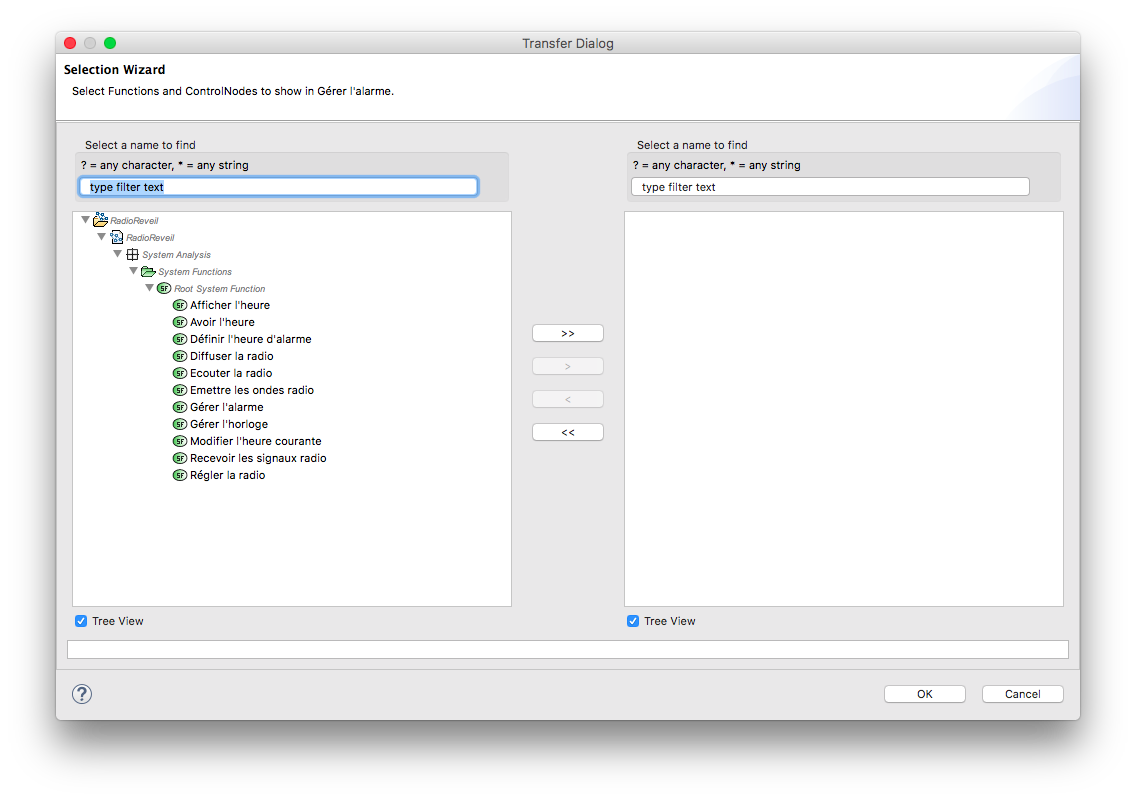 Transfer Dialog
Selection Wizard
Select Functions and ControlNodes to show in Gérer l'alarme.
Select a name to find
? = any character, * = any string
type filter text
RadioReveil
RadioReveil
System Analysis
System Functions
SF Root System Function
SF Afficher l'heure
SF Avoir l'heure
SF Définir l'heure d'alarme
SF Diffuser la radio
SF Ecouter la radio
SF Emettre les ondes radio
SF Gérer l'alarme
SF Gérer l'horloge
SF Modifier l'heure courante
SF Recevoir les signaux radio
SF Régler la radio
Tree View
>>
>
<
<<
Select a name to find
? = any character, * = any string
type filter text
Tree View
?
OK
Cancel